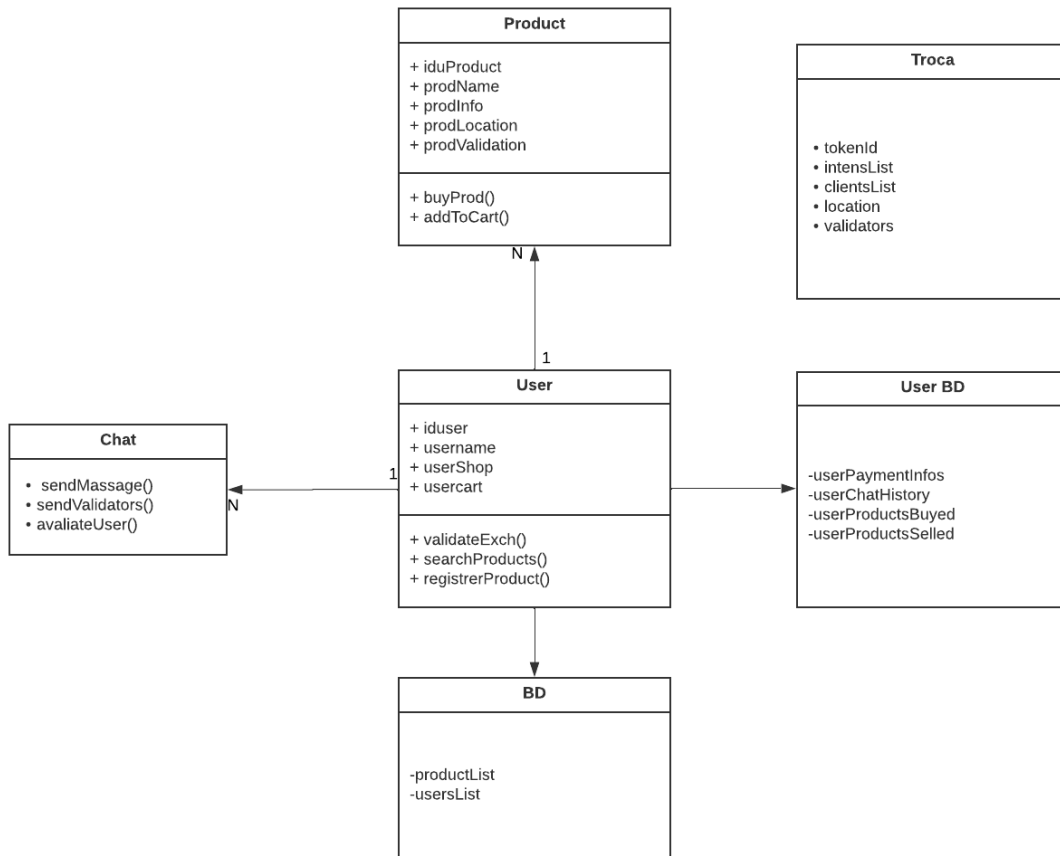 Product
+ iduProduct
+ prodName
+ prodInfo
+ prodLocation
+ prodValidation
+ buyProd()
+ addToCart()
Troca
• tokenId
• intensList
• clientsList
• location
• validators
N
1
User
+ iduser
+ username
+ userShop
+ usercart
+ validateExch()
+ searchProducts()
+ registrerProduct()
Chat
• sendMassage()
• sendValidators()
• avaliateUser()
1
N
User BD
-userPaymentInfos
-userChatHistory
-userProductsBuyed
-userProductsSelled
BD
-productList
-usersList